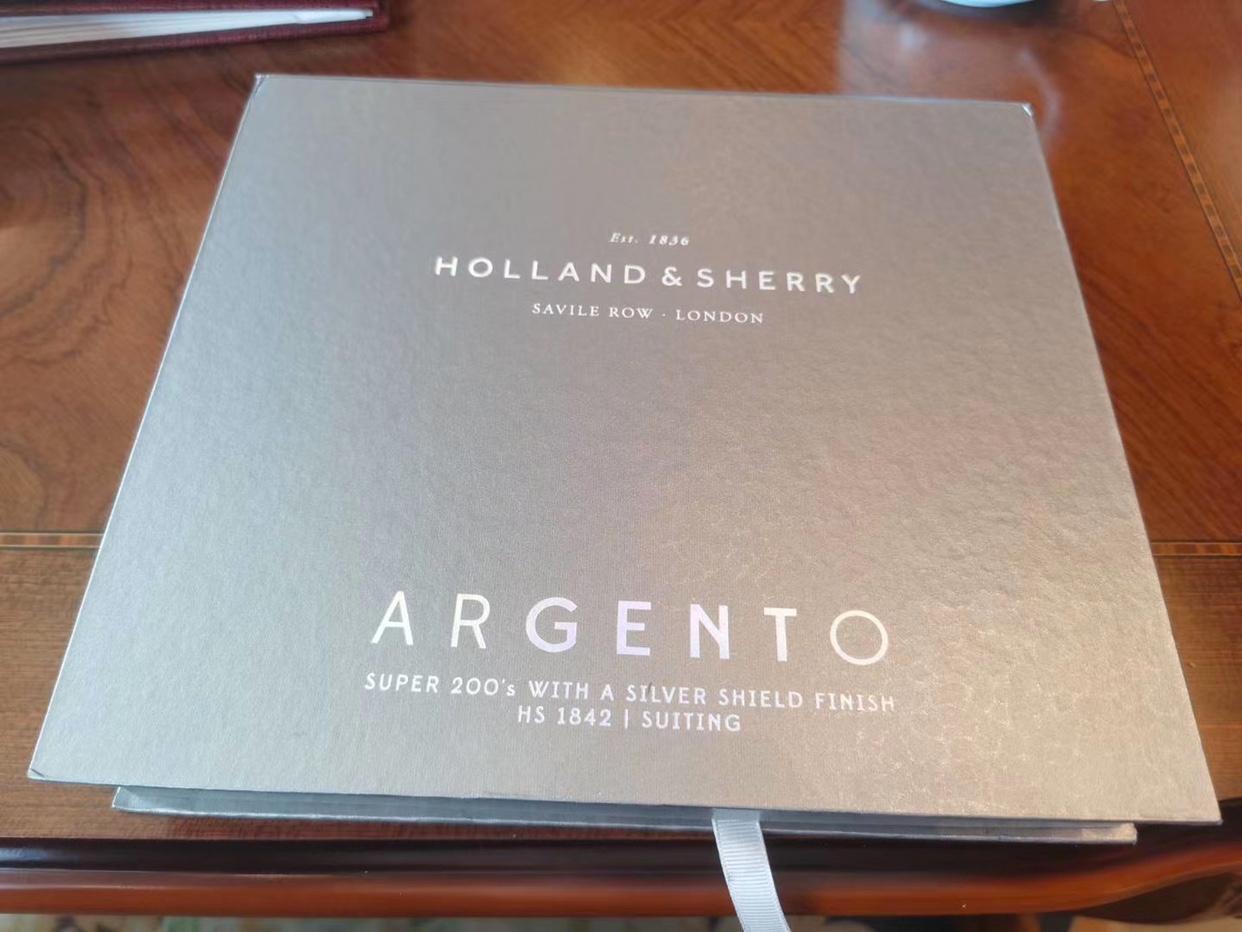 Est. 1836
HOLLAND & SHERRY
SAVILE ROW · LONDON
ARGENTO
SUPER 200's WITH A SILVER SHIELD FINISH
HS 1842 | SUITING